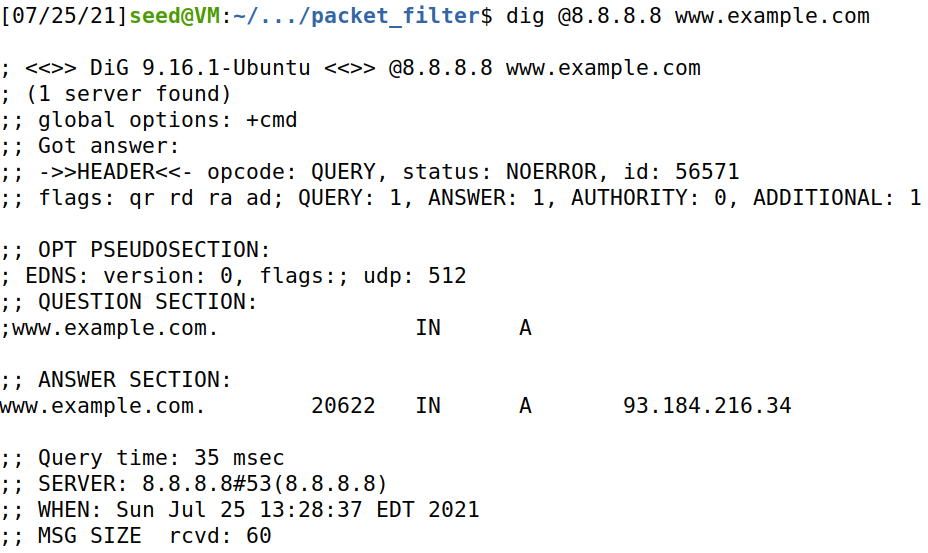 [07/25/21]seed@VM:~/.../packet_filter$ dig @8.8.8.8 www.example.com
; <<>> DiG 9.16.1-Ubuntu <<>> @8.8.8.8 www.example.com
; (1 server found)
;; global options: +cmd
;; Got answer:
;; ->>HEADER<<- opcode: QUERY, status: NOERROR, id: 56571
;; flags: qr rd ra ad; QUERY: 1, ANSWER: 1, AUTHORITY: 0, ADDITIONAL: 1
;; OPT PSEUDOSECTION:
; EDNS: version: 0, flags:; udp: 512
;; QUESTION SECTION:
;www.example.com. IN A
;; ANSWER SECTION:
www.example.com. 20622 IN A 93.184.216.34
;; Query time: 35 msec
;; SERVER: 8.8.8.8#53(8.8.8.8)
;; WHEN: Sun Jul 25 13:28:37 EDT 2021
;; MSG SIZE rcvd: 60